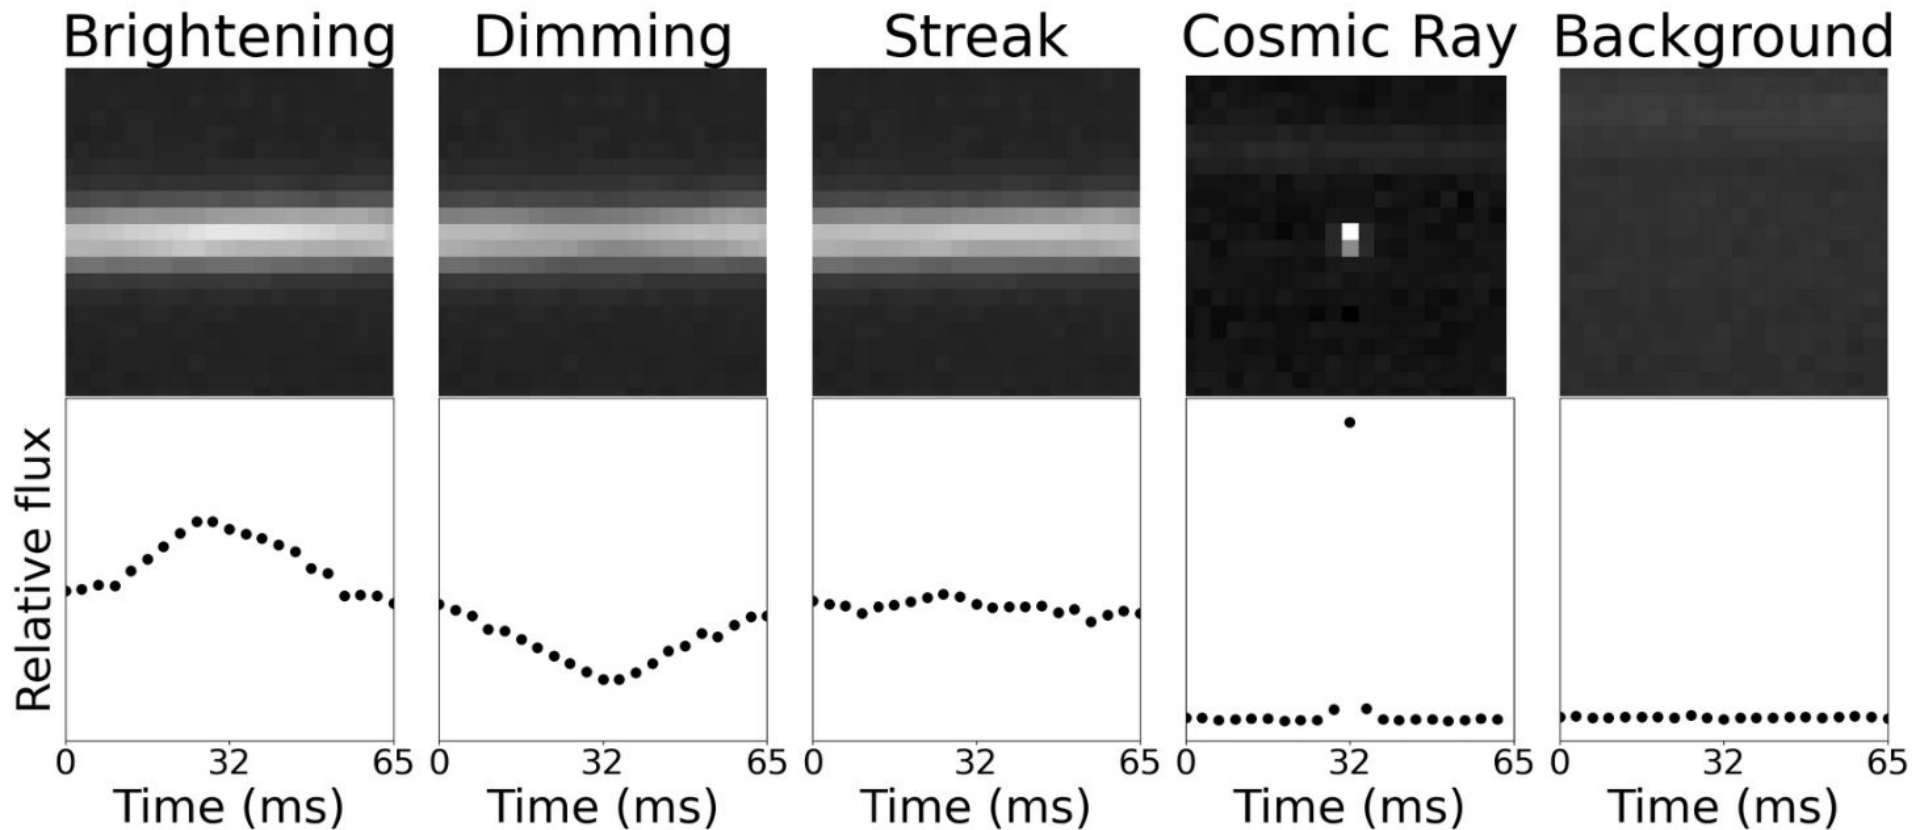 Brightening Dimming Streak Cosmic Ray Background
Relative flux
0 32 65 0 32 65 0 32 65 0 32 65 0 32 65
Time (ms) Time (ms) Time (ms) Time (ms) Time (ms)